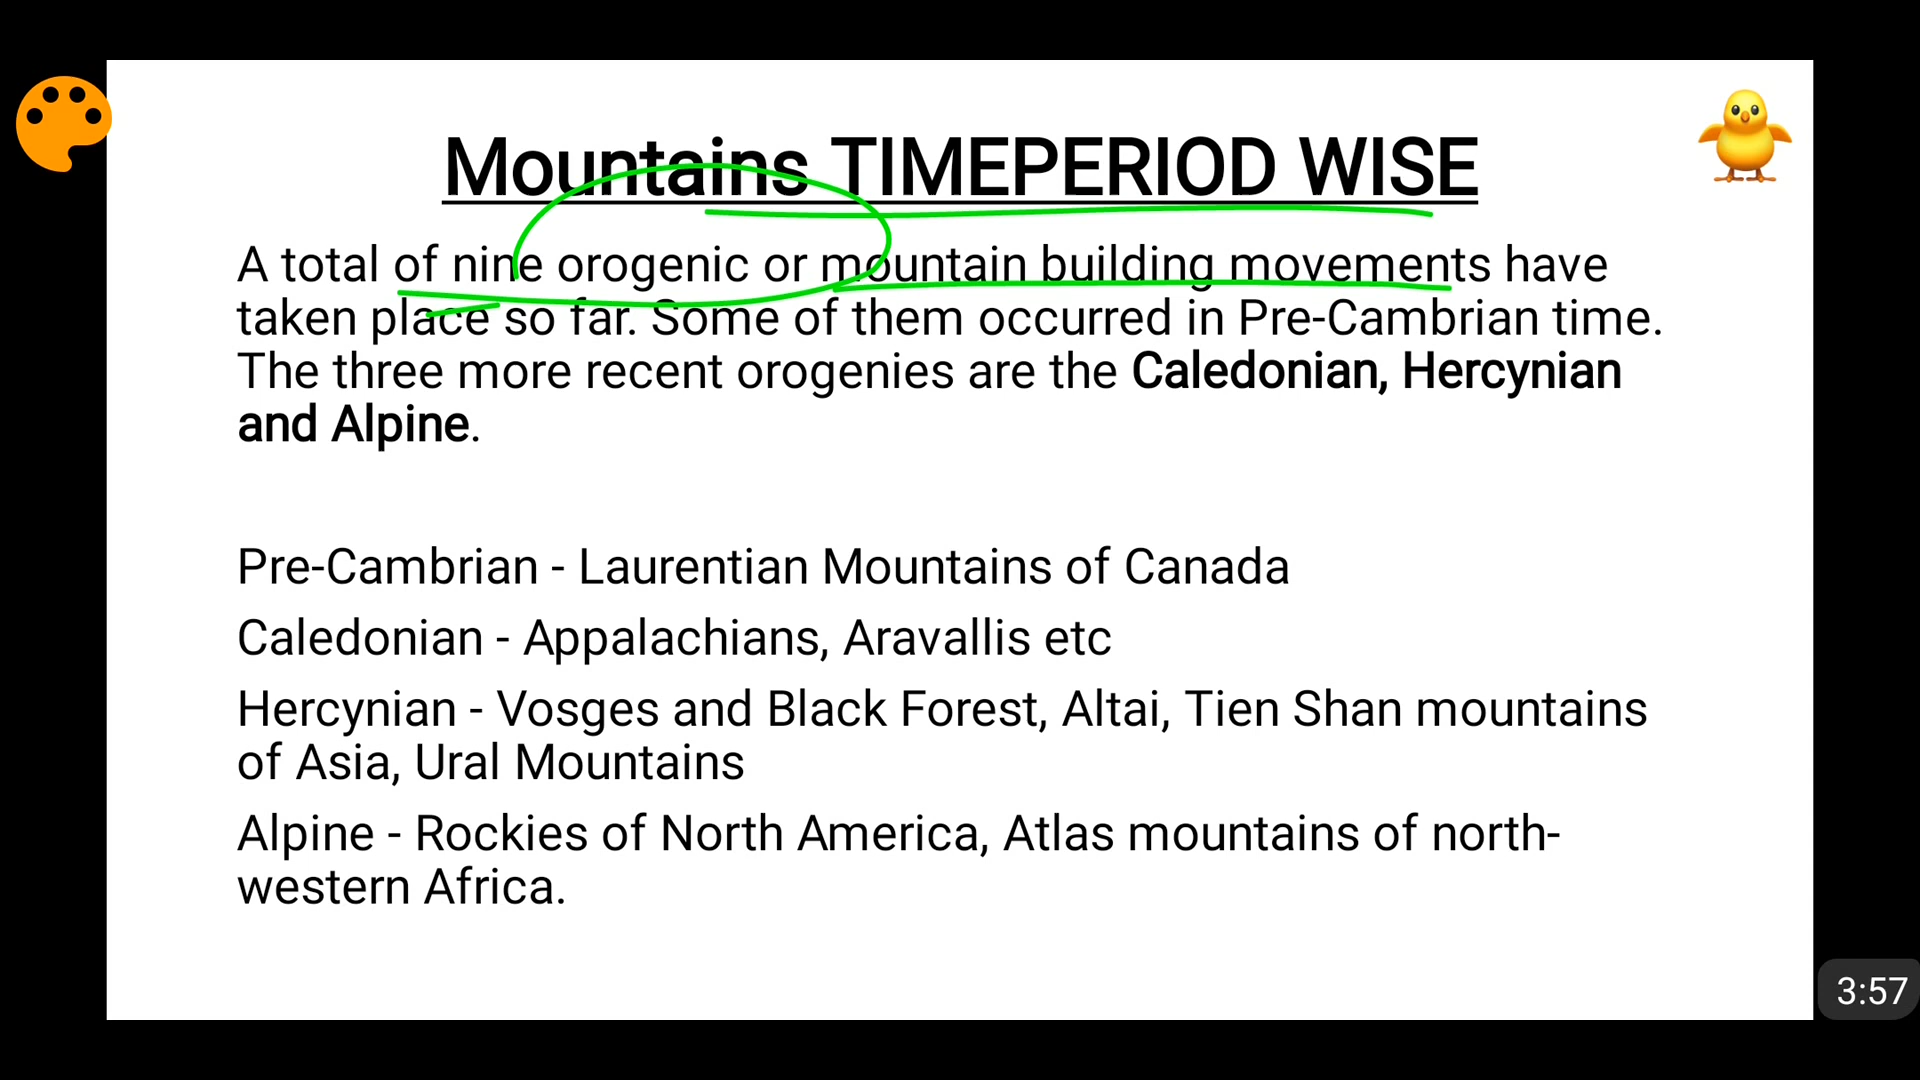 Mountains TIMEPERIOD WISE
A total of nine orogenic or mountain building movements have
taken place so far. Some of them occurred in Pre-Cambrian time.
The three more recent orogenies are the Caledonian, Hercynian
and Alpine.
Pre-Cambrian - Laurentian Mountains of Canada
Caledonian - Appalachians, Aravallis etc
Hercynian - Vosges and Black Forest, Altai, Tien Shan mountains
of Asia, Ural Mountains
Alpine - Rockies of North America, Atlas mountains of north-
western Africa.
3:57